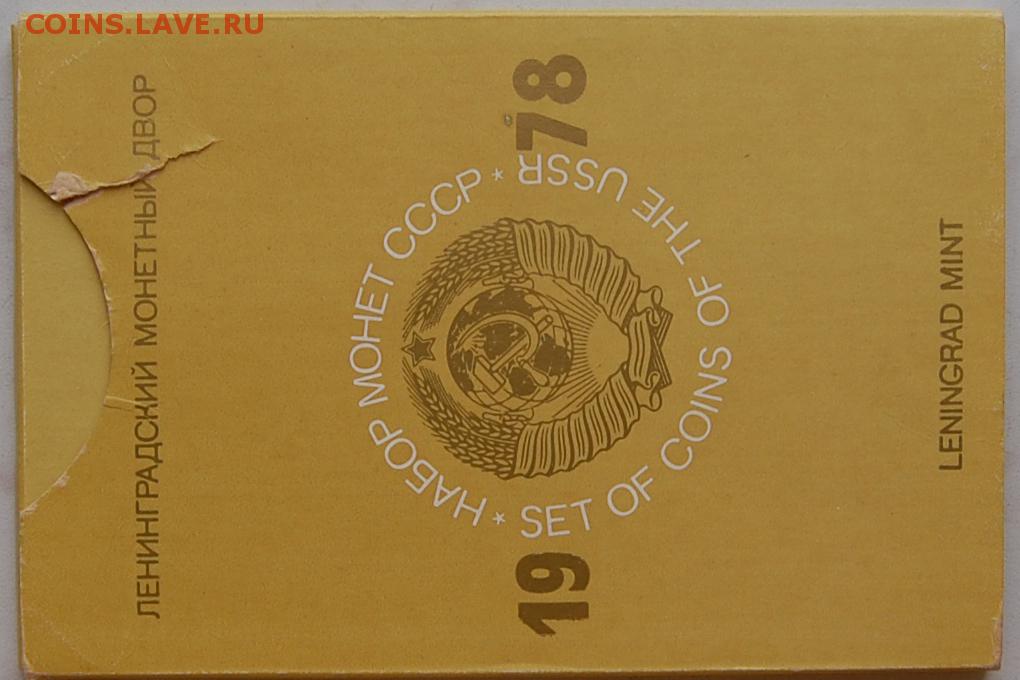 COINS.LAVE.RU
ЛЕНИНГРАДСКИЙ МОНЕТНЫЙ ДВОР
НАБОР МОНЕТ СССР
*
SET OF COINS OF THE USSR
*
19 78
LENINGRAD MINT